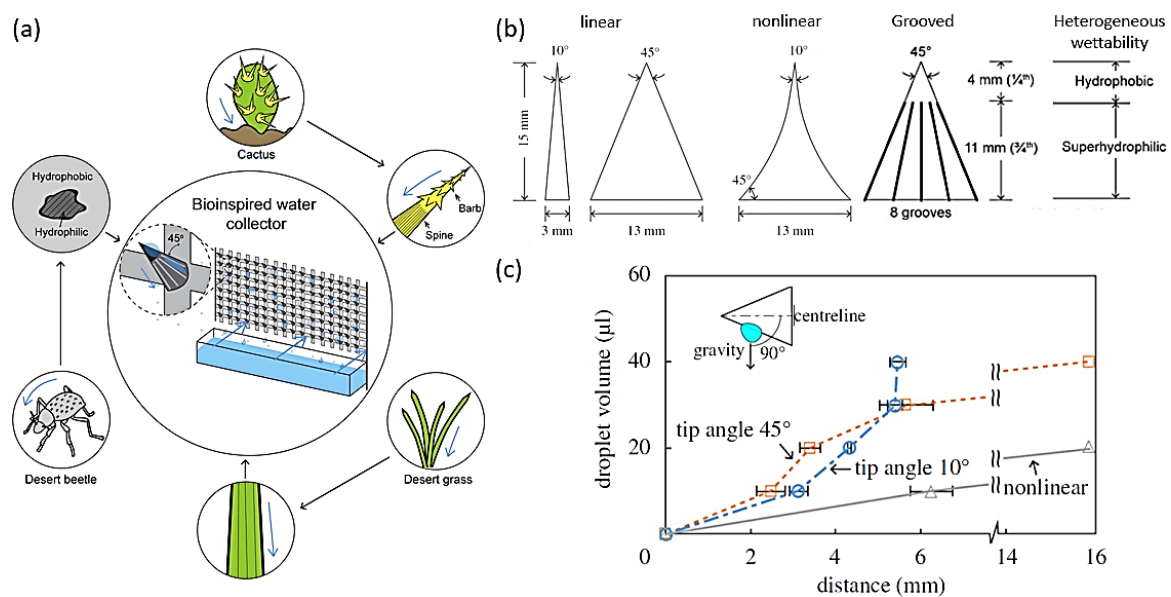 (a)
Cactus
Hydrophobic
Hydrophilic
Barb
Spine
Bioinspired water
collector
45°
Desert beetle
Desert grass
(b)
linear
nonlinear
Grooved
Heterogeneous
wettability
10°
45°
10°
45°
15 mm
4 mm (¼ᵗʰ)
Hydrophobic
11 mm (¾ᵗʰ)
Superhydrophilic
45°
3 mm
13 mm
13 mm
8 grooves
(c)
60
40
20
0
droplet volume (µl)
centreline
gravity
90°
tip angle 45°
tip angle 10°
nonlinear
0
2
4
6
14
16
distance (mm)